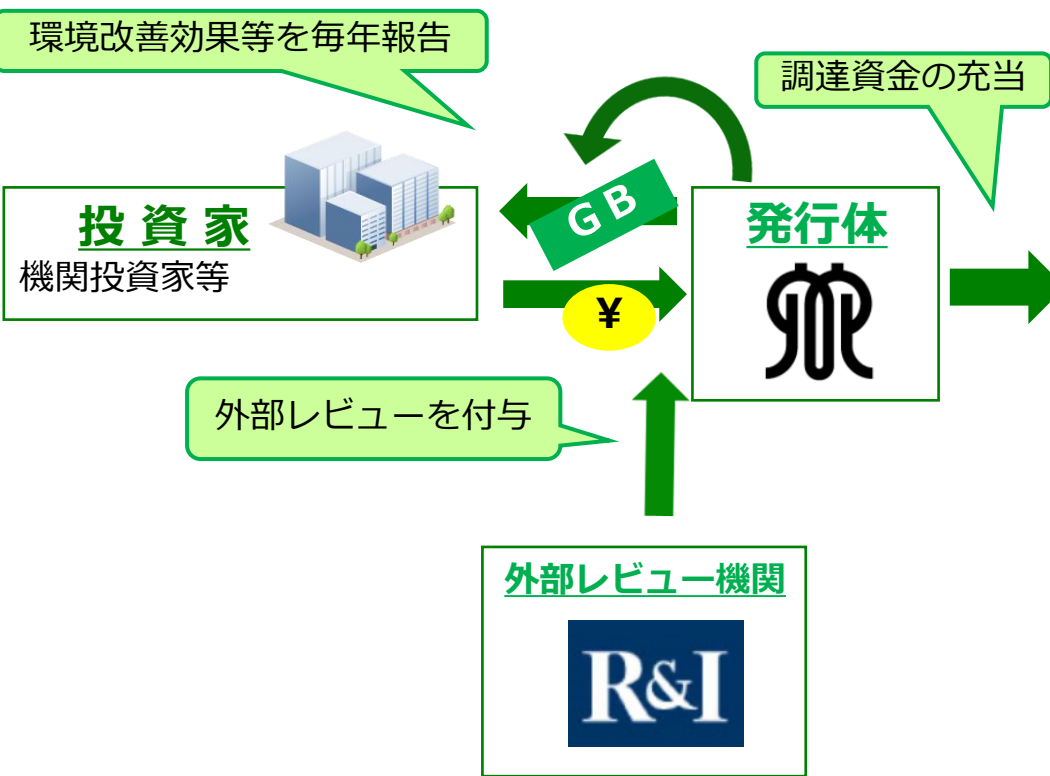 環境改善効果等を毎年報告
調達資金の充当
投資家
機関投資家等
GB
¥
発行体
外部レビューを付与
外部レビュー機関
R&I